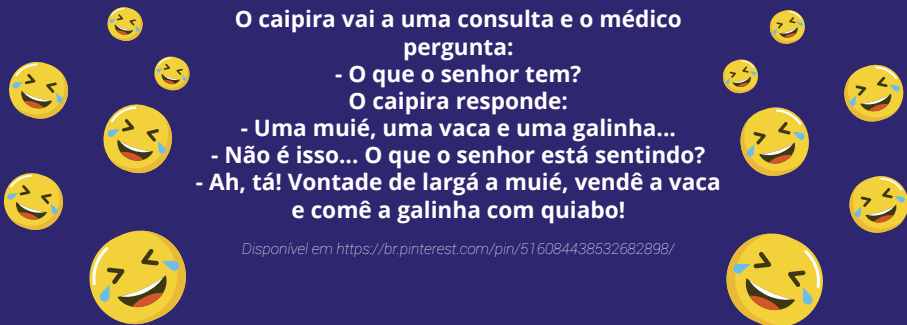 O caipira vai a uma consulta e o médico
pergunta:
- O que o senhor tem?
O caipira responde:
- Uma muié, uma vaca e uma galinha...
- Não é isso... O que o senhor está sentindo?
- Ah, tá! Vontade de largá a muié, vendê a vaca
e comê a galinha com quiabo!
Disponível em https://br.pinterest.com/pin/516084438532682898/